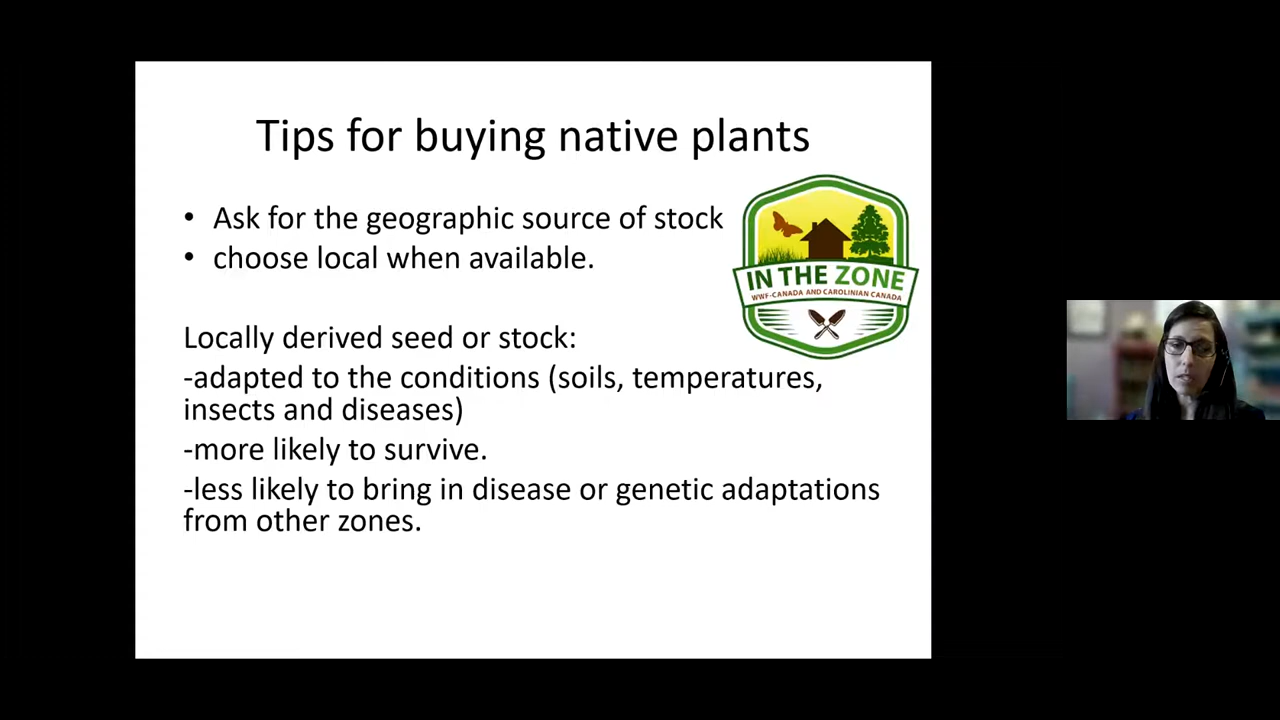 Tips for buying native plants
• Ask for the geographic source of stock
• choose local when available.
IN THE ZONE
WWF-CANADA AND CAROLINIAN CANADA
Locally derived seed or stock:
-adapted to the conditions (soils, temperatures,
insects and diseases)
-more likely to survive.
-less likely to bring in disease or genetic adaptations
from other zones.